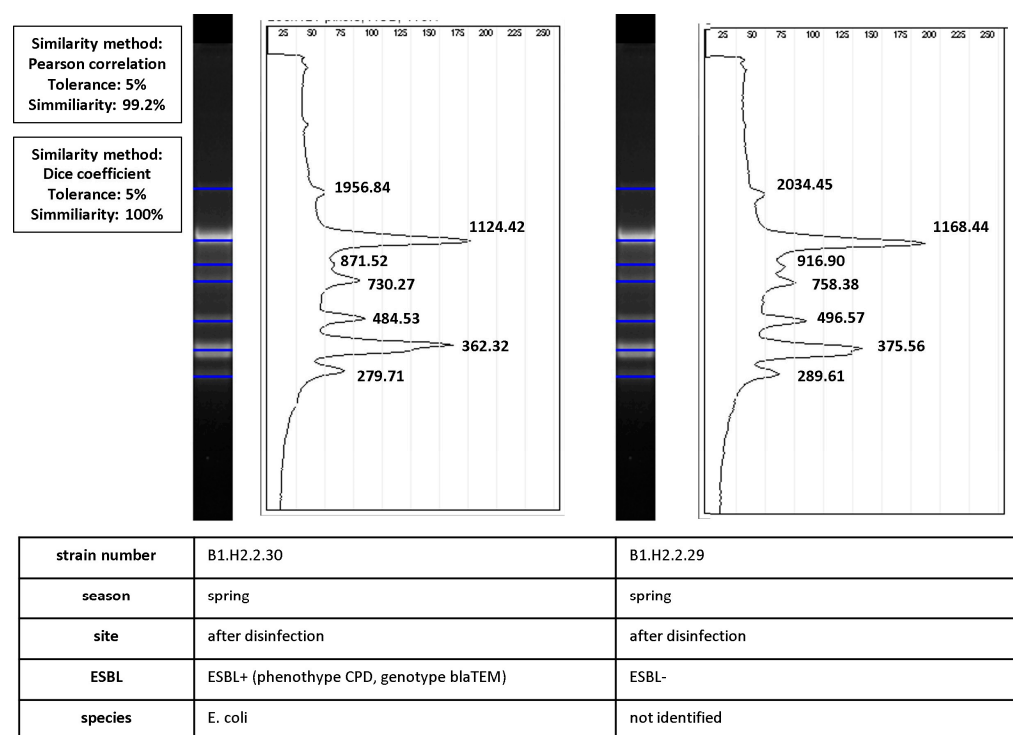 Similarity method:
Pearson correlation
Tolerance: 5%
Simmiliarity: 99.2%
Similarity method:
Dice coefficient
Tolerance: 5%
Simmiliarity: 100%
25 50 75 100 125 150 175 200 225 250
1956.84
1124.42
871.52
730.27
484.53
362.32
279.71
25 50 75 100 125 150 175 200 225 250
2034.45
1168.44
916.90
758.38
496.57
375.56
289.61
strain number B1.H2.2.30 B1.H2.2.29
season spring spring
site after disinfection after disinfection
ESBL ESBL+ (phenothype CPD, genotype blaTEM) ESBL-
species E. coli not identified